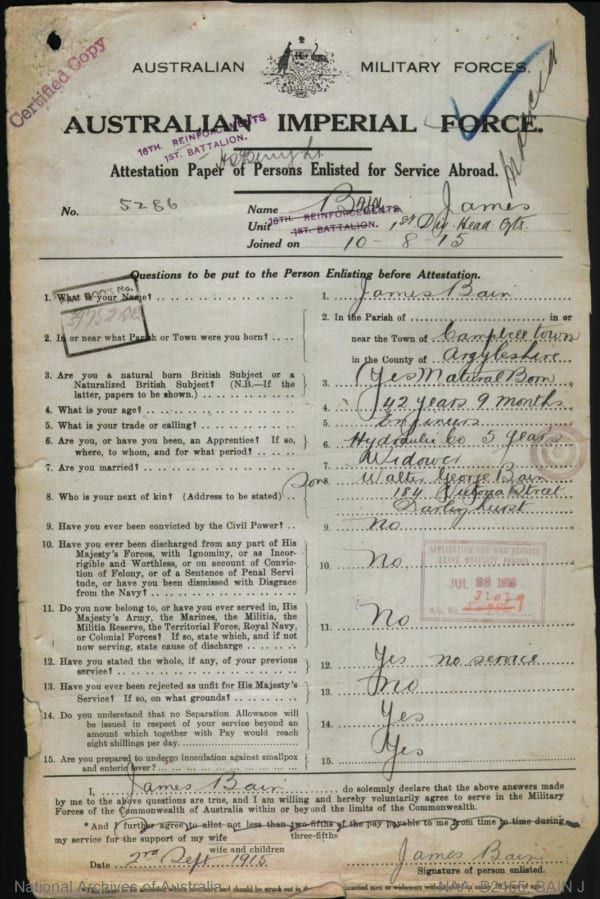 Certified Copy
AUSTRALIAN MILITARY FORCES.
AUSTRALIAN IMPERIAL FORCE.
16TH. REINFORCEMENTS
1ST. BATTALION.
Attestation Paper of Persons Enlisted for Service Abroad.
No. 5286 Name Bain James
16TH. REINFORCEMENTS
1ST. BATTALION.
Unit 1st Div. Head Qts.
Joined on 10-8-15
Questions to be put to the Person Enlisting before Attestation.
1. What is your Name? 1. James Bain
2. In or near what Parish or Town were you born? 2. In the Parish of in or
near the Town of Campbeltown
in the County of Argyleshire
3. Are you a natural born British Subject or a
Naturalized British Subject? (N.B.—If the
latter, papers to be shown.) 3. Yes Natural Born
4. What is your age? 4. 42 years 9 months
5. What is your trade or calling? 5. Engineer
6. Are you, or have you been, an Apprentice? If so,
where, to whom, and for what period? 6. Hydraulic Co 5 years
7. Are you married? 7. Widower
8. Who is your next of kin? (Address to be stated) 8. Son Walter George Bain
184 Victoria Street
Darlinghurst
9. Have you ever been convicted by the Civil Power? 9. No
10. Have you ever been discharged from any part of His
Majesty's Forces, with Ignominy, or as Incor-
rigible and Worthless, or on account of Convic-
tion of Felony, or of a Sentence of Penal Servi
tude, or have you been dismissed with Disgrace
from the Navy? 10. No
APPLICATION FOR WAR SERVICE
LEAVE
JUL
11. Do you now belong to, or have you ever served in, His
Majesty's Army, the Marines, the Militia, the
Militia Reserve, the Territorial Force, Royal Navy,
or Colonial Forces? If so, state which, and if not
now serving, state cause of discharge 11. No
12. Have you stated the whole, if any, of your previous
service? 12. Yes no service
13. Have you ever been rejected as unfit for His Majesty's
Service? If so, on what grounds? 13. No
14. Do you understand that no Separation Allowance will
be issued in respect of your service beyond an
amount which together with Pay would reach
eight shillings per day. 14. Yes
15. Are you prepared to undergo inoculation against smallpox
and enteric fever? 15. Yes
I, James Bain do solemnly declare that the above answers made
by me to the above questions are true, and I am willing and hereby voluntarily agree to serve in the Military
Forces of the Commonwealth of Australia within or beyond the limits of the Commonwealth.
*And I further agree to allot not less than two-fifths of the pay payable to me from time to time during
three-fifths
my service for the support of my wife
wife and children
Date 2nd Sept 1915 James Bain
Signature of person enlisted.
National Archives of Australia NAA: B2455, BAIN J